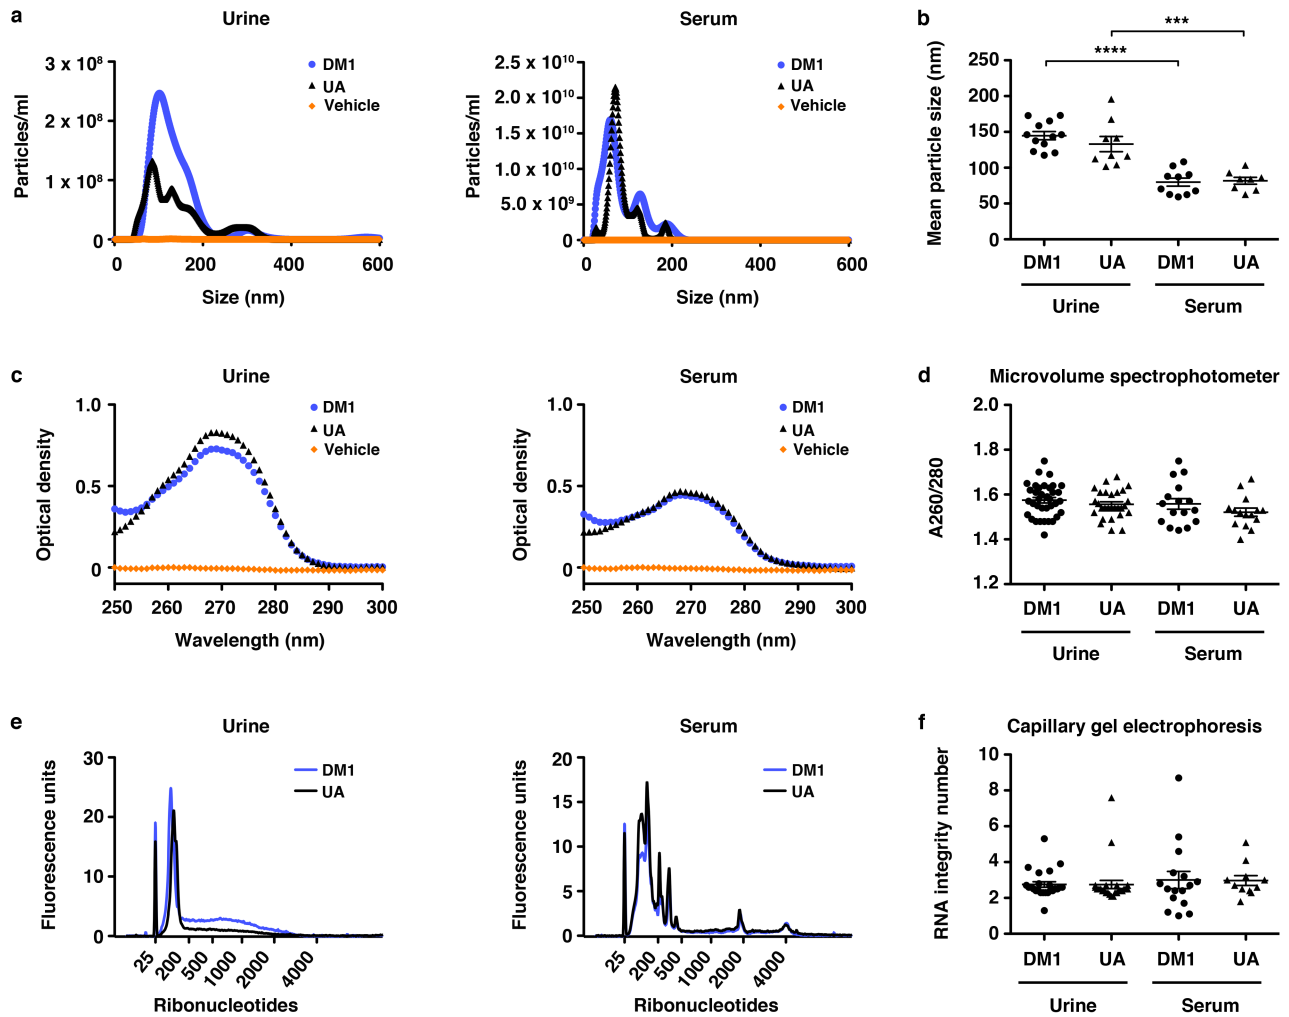 a
Urine
Particles/ml
3 x 10⁸
2 x 10⁸
1 x 10⁸
0
0 200 400 600
Size (nm)
DM1
UA
Vehicle
Serum
Particles/ml
2.5 x 10¹⁰
2.0 x 10¹⁰
1.5 x 10¹⁰
1.0 x 10¹⁰
5.0 x 10⁹
0
0 200 400 600
Size (nm)
DM1
UA
Vehicle
b
Mean particle size (nm)
250
200
150
100
50
0
****
***
DM1 UA DM1 UA
Urine Serum
c
Urine
Optical density
1.0
0.5
0
250 260 270 280 290 300
Wavelength (nm)
DM1
UA
Vehicle
Serum
Optical density
1.0
0.5
0
250 260 270 280 290 300
Wavelength (nm)
DM1
UA
Vehicle
d
Microvolume spectrophotometer
A260/280
2.0
1.8
1.6
1.4
1.2
DM1 UA DM1 UA
Urine Serum
e
Urine
Fluorescence units
30
20
10
0
25 200 500 1000 2000 4000
Ribonucleotides
DM1
UA
Serum
Fluorescence units
20
15
10
5
0
25 200 500 1000 2000 4000
Ribonucleotides
DM1
UA
f
Capillary gel electrophoresis
RNA integrity number
10
8
6
4
2
0
DM1 UA DM1 UA
Urine Serum